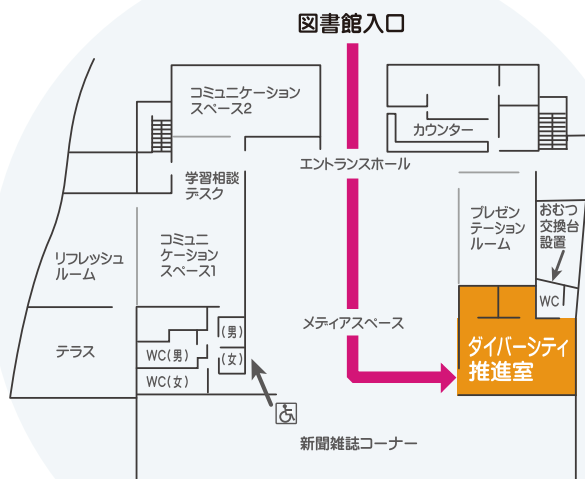 図書館入口
コミュニケーション
スペース2
カウンター
エントランスホール
学習相談
デスク
プレゼン
テーション
ルーム
おむつ
交換台
設置
コミュニ
ケーション
スペース1
リフレッシュ
ルーム
WC
メディアスペース
(男)
テラス
WC(男)
(女)
WC(女)
ダイバーシティ
推進室
新聞雑誌コーナー